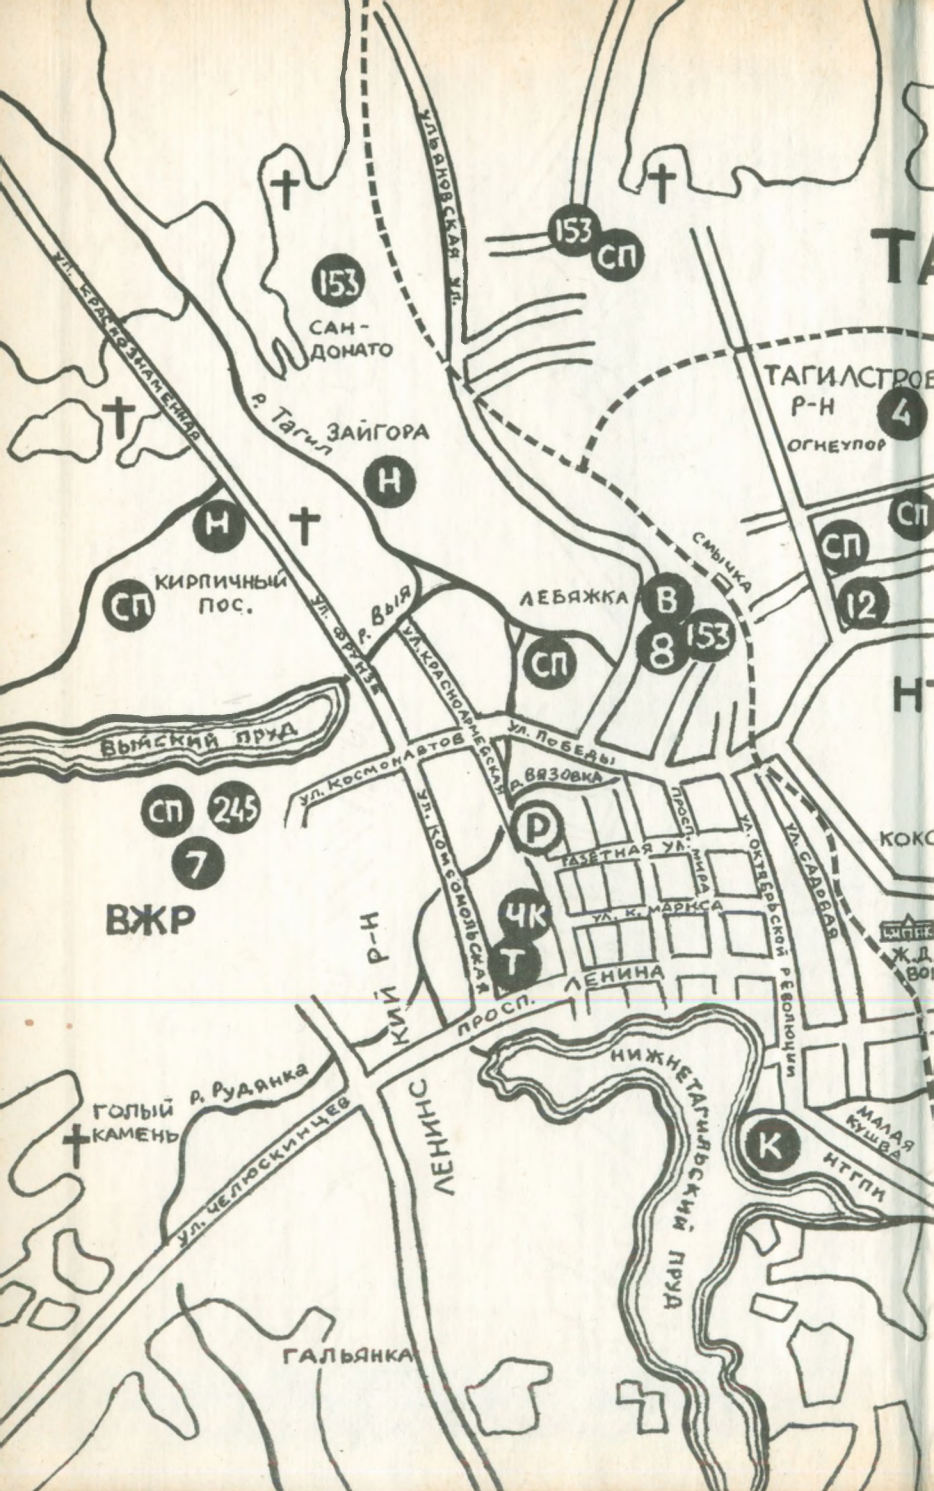 УЛЬЯНОВСКАЯ УЛ.
153
СП
ТА
УЛ. КРАСНОЗНАМЕННАЯ
153
САН-
ДОНАТО
ТАГИЛСТРОЕ
Р-Н
4
ОГНЕУПОР
р. Тагил
ЗАЙГОРА
Н
Н
СП
СП
СМЫЧКА
КИРПИЧНЫЙ
ПОС.
СП
УЛ. ФРУНЗЕ
р. Выя
ЛЕБЯЖКА
В
8
153
12
СП
УЛ. КРАСНОАРМЕЙСКАЯ
НТ
ВЫЙСКИЙ ПРУД
УЛ. ПОБЕДЫ
УЛ. КОСМОНАВТОВ
Р. ВЯЗОВКА
СП
245
7
ВЖР
УЛ. КОМСОМОЛЬСКАЯ
Р
ГАЗЕТНАЯ УЛ.
ПРОСП. МИРА
УЛ. ОКТЯБРЬСКОЙ РЕВОЛЮЦИИ
УЛ. САДОВАЯ
КОКС
УЛ. К. МАРКСА
ЧК
Т
Ж.Д.
ВОК
ПРОСП. ЛЕНИНА
ЛЕНИНС
КИЙ Р-Н
НИЖНЕТАГИЛЬСКИЙ ПРУД
р. Рудянка
ГОЛЫЙ
КАМЕНЬ
УЛ. ЧЕЛЮСКИНЦЕВ
К
МАЛАЯ
КУШВА
НТГПИ
ГАЛЬЯНКА